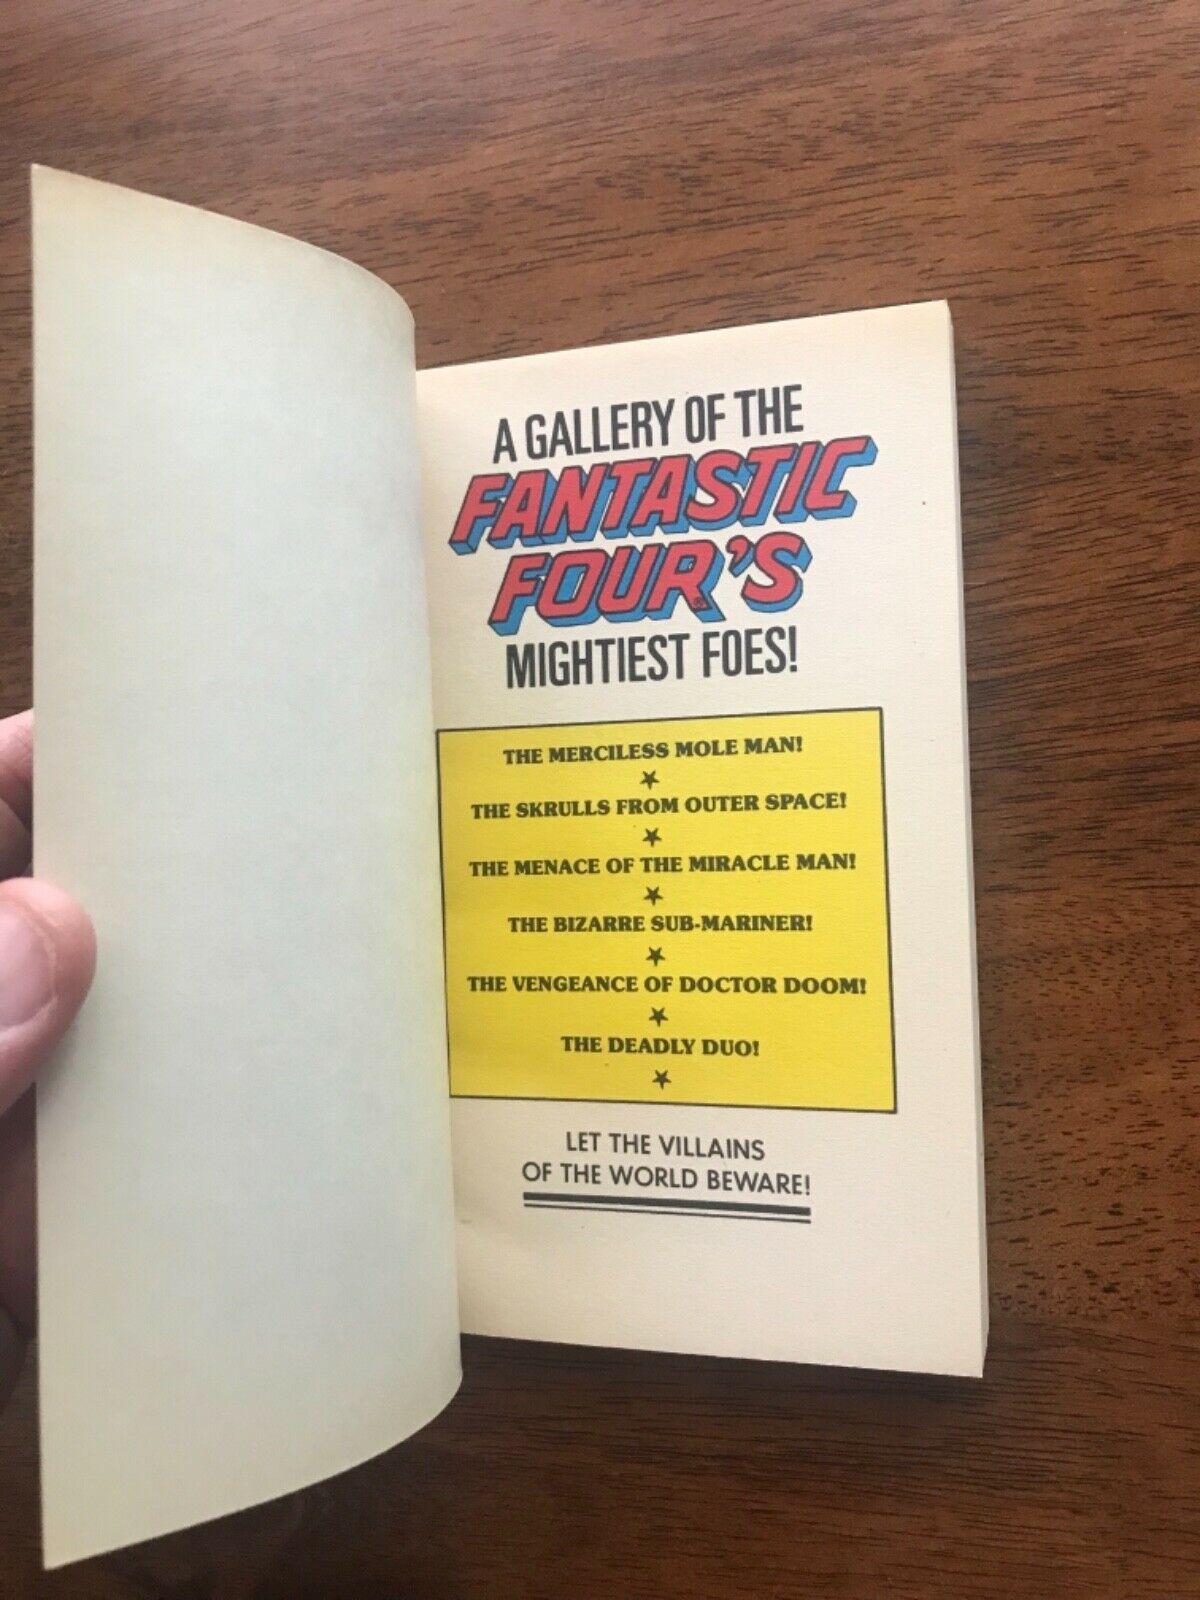 A GALLERY OF THE
FANTASTIC
FOUR'S
MIGHTIEST FOES!
THE MERCILESS MOLE MAN!
THE SKRULLS FROM OUTER SPACE!
THE MENACE OF THE MIRACLE MAN!
THE BIZARRE SUB-MARINER!
THE VENGEANCE OF DOCTOR DOOM!
THE DEADLY DUO!
LET THE VILLAINS
OF THE WORLD BEWARE!